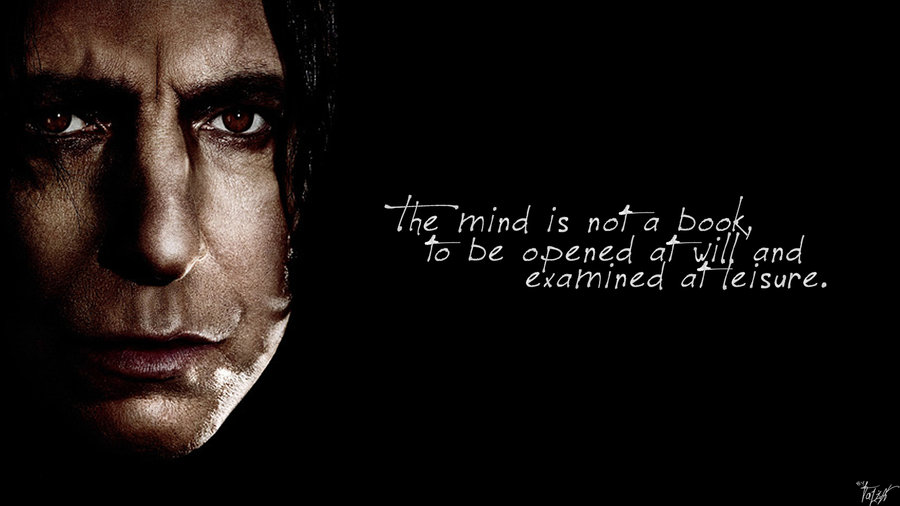 The mind is not a book,
to be opened at will and
examined at leisure.